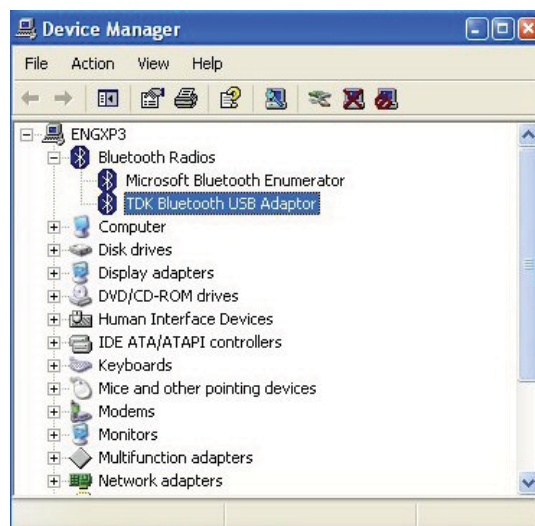 Device Manager
File Action View Help
ENGXP3
Bluetooth Radios
Microsoft Bluetooth Enumerator
TDK Bluetooth USB Adaptor
Computer
Disk drives
Display adapters
DVD/CD-ROM drives
Human Interface Devices
IDE ATA/ATAPI controllers
Keyboards
Mice and other pointing devices
Modems
Monitors
Multifunction adapters
Network adapters